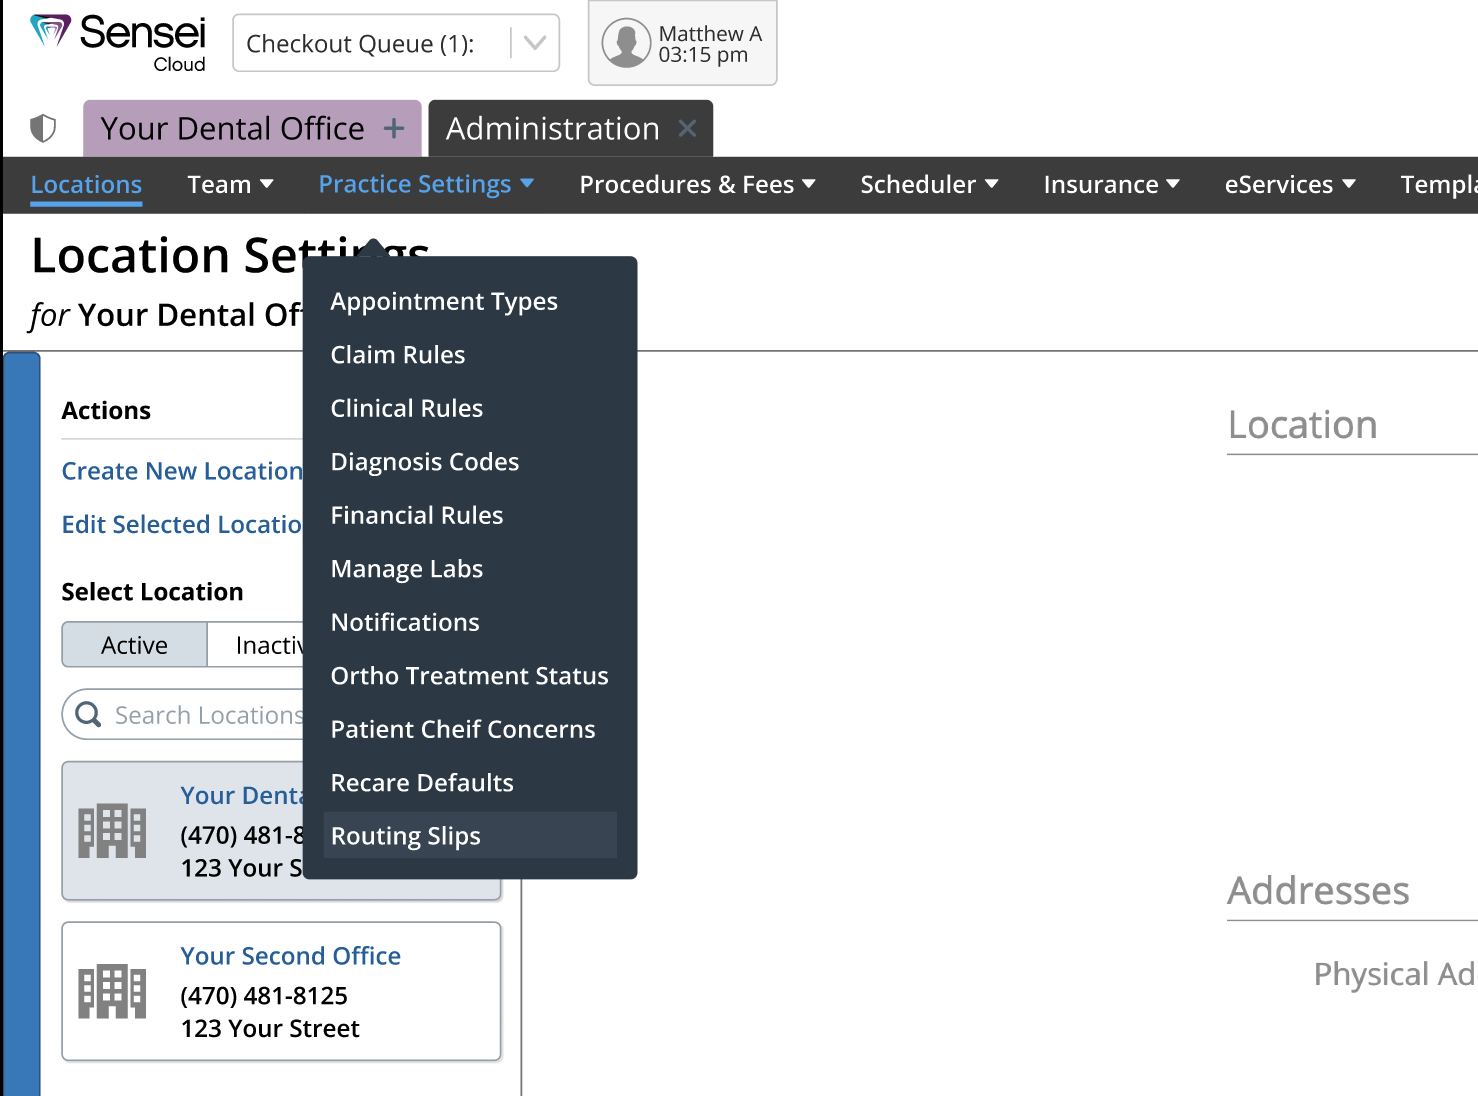 Sensei
Cloud
Checkout Queue (1):
Matthew A
03:15 pm
Your Dental Office +
Administration
Locations
Team
Practice Settings
Procedures & Fees
Scheduler
Insurance
eServices
Templa
Location Settings
for Your Dental Of
Appointment Types
Claim Rules
Clinical Rules
Diagnosis Codes
Financial Rules
Manage Labs
Notifications
Ortho Treatment Status
Patient Cheif Concerns
Recare Defaults
Routing Slips
Actions
Create New Location
Edit Selected Locatio
Select Location
Active
Inactiv
Search Locations
Your Denta
(470) 481-8
123 Your S
Your Second Office
(470) 481-8125
123 Your Street
Location
Addresses
Physical Ad